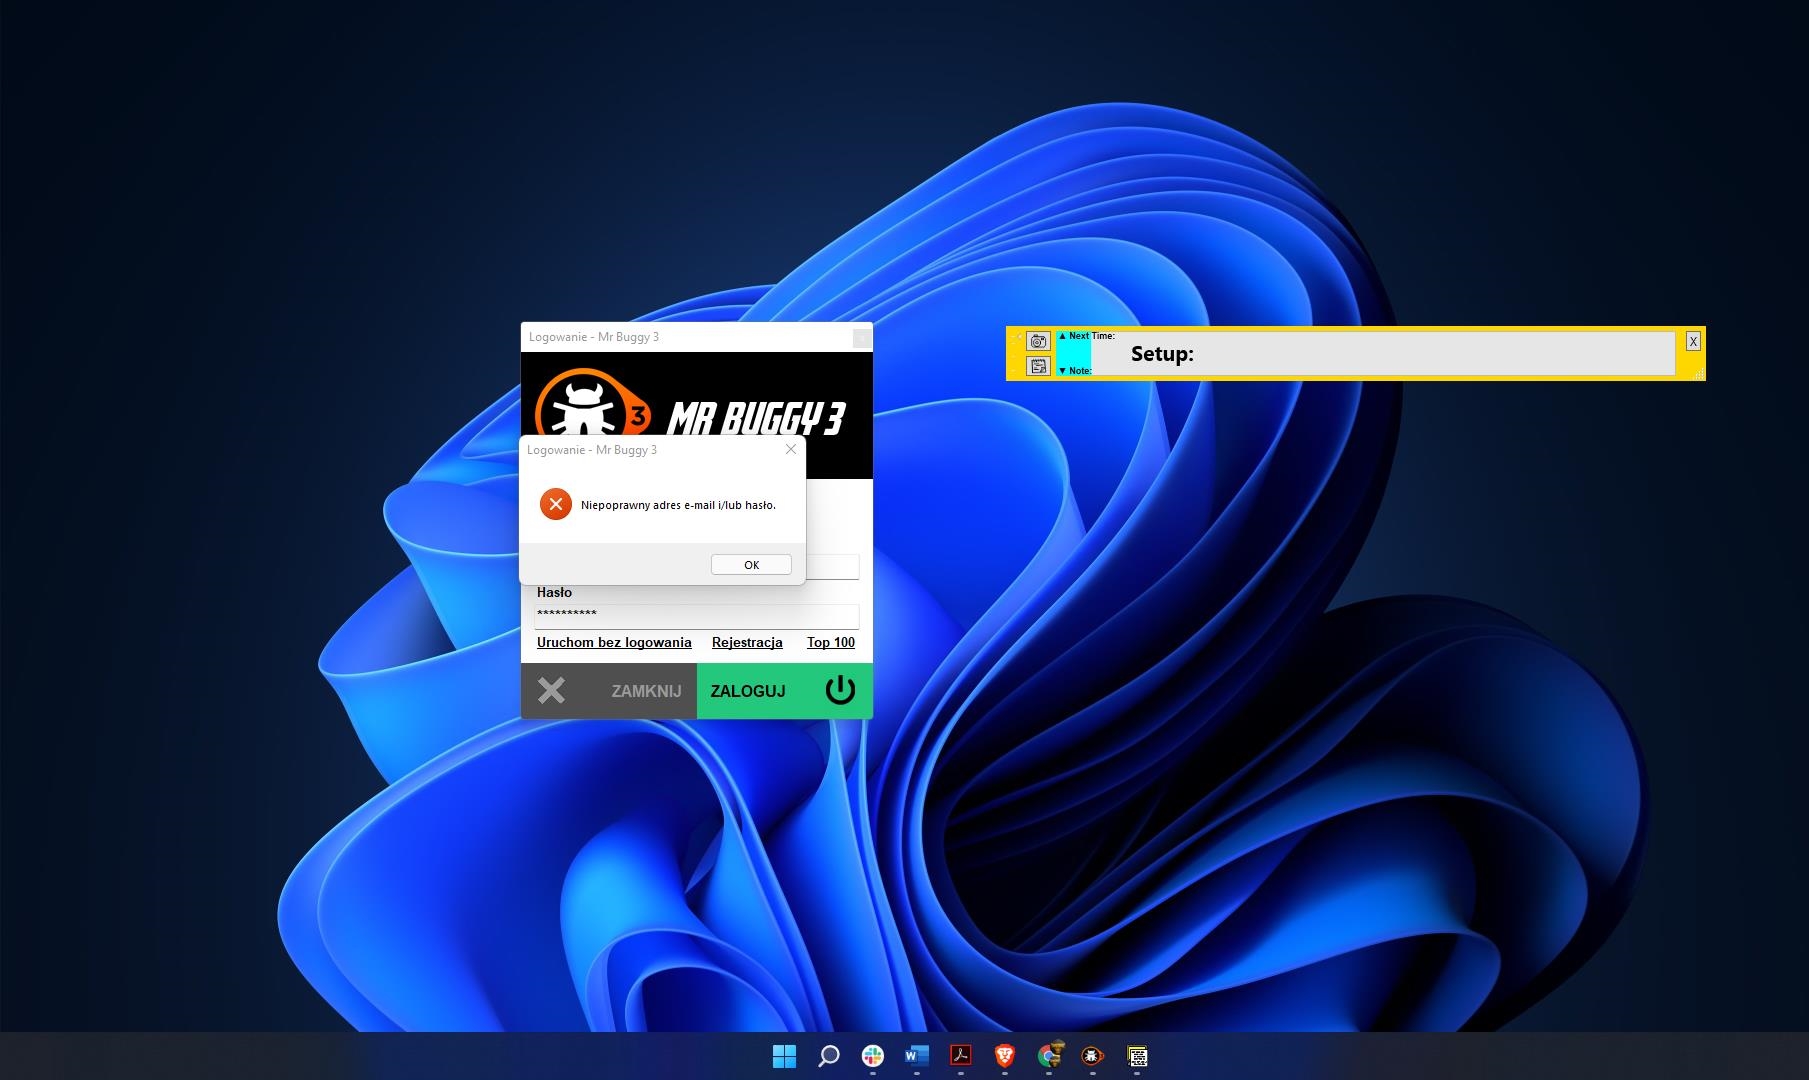 Logowanie - Mr Buggy 3
3
MR BUGGY 3
Logowanie - Mr Buggy 3
Niepoprawny adres e-mail i/lub hasło.
OK
Hasło
**********
Uruchom bez logowania Rejestracja Top 100
ZAMKNIJ ZALOGUJ
▲ Next Time:
Setup:
▼ Note:
X